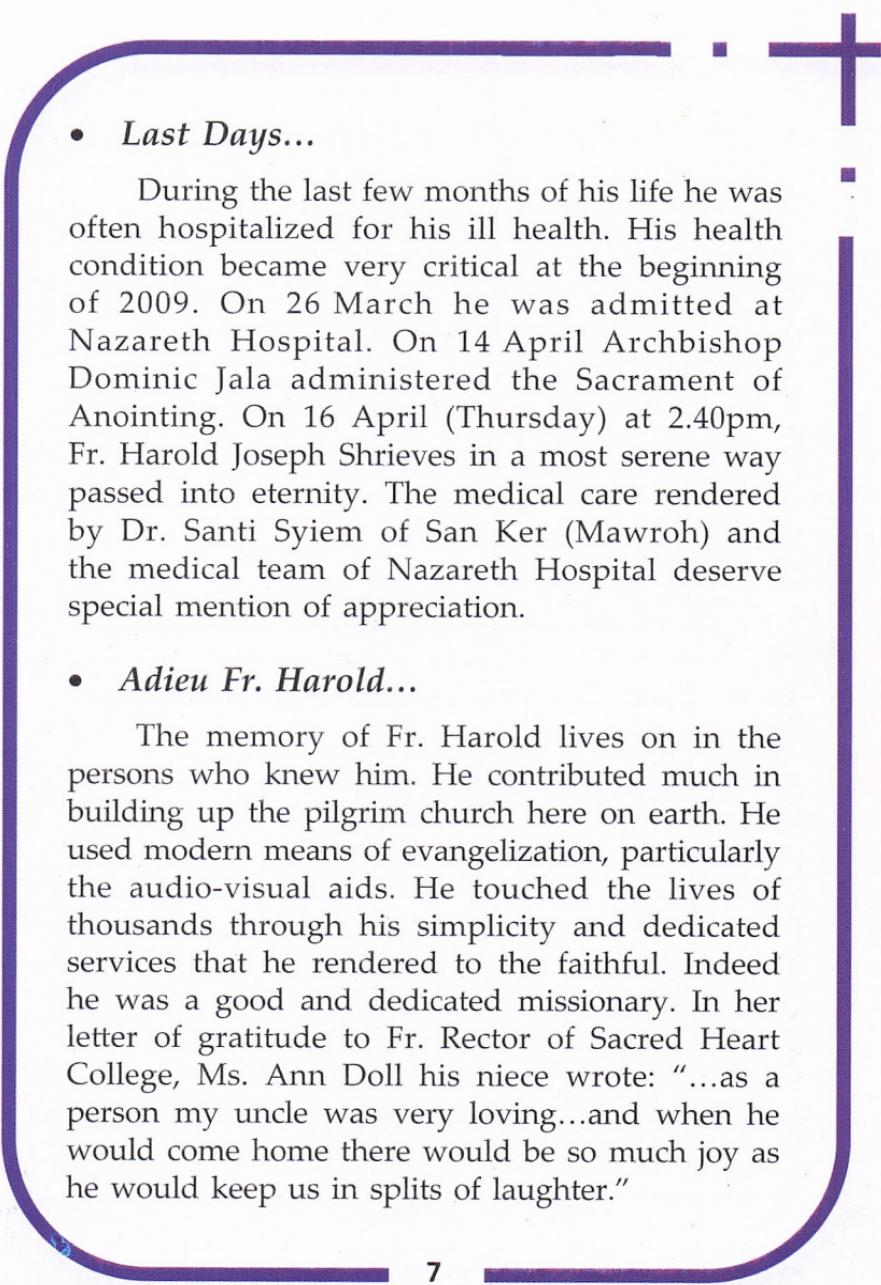 • Last Days...
During the last few months of his life he was
often hospitalized for his ill health. His health
condition became very critical at the beginning
of 2009. On 26 March he was admitted at
Nazareth Hospital. On 14 April Archbishop
Dominic Jala administered the Sacrament of
Anointing. On 16 April (Thursday) at 2.40pm,
Fr. Harold Joseph Shrieves in a most serene way
passed into eternity. The medical care rendered
by Dr. Santi Syiem of San Ker (Mawroh) and
the medical team of Nazareth Hospital deserve
special mention of appreciation.
• Adieu Fr. Harold...
The memory of Fr. Harold lives on in the
persons who knew him. He contributed much in
building up the pilgrim church here on earth. He
used modern means of evangelization, particularly
the audio-visual aids. He touched the lives of
thousands through his simplicity and dedicated
services that he rendered to the faithful. Indeed
he was a good and dedicated missionary. In her
letter of gratitude to Fr. Rector of Sacred Heart
College, Ms. Ann Doll his niece wrote: “...as a
person my uncle was very loving...and when he
would come home there would be so much joy as
he would keep us in splits of laughter.”
7